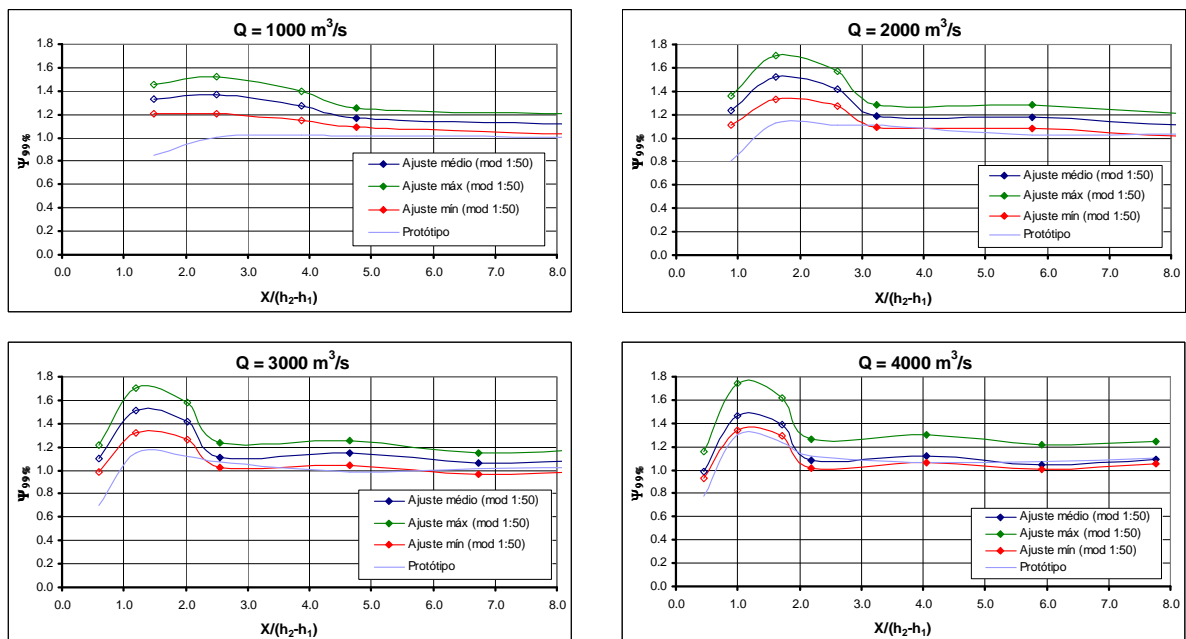 Q = 1000 m³/s
1.8
1.6
1.4
1.2
1.0
0.8
0.6
0.4
0.2
0.0
Ψ99%
Ajuste médio (mod 1:50)
Ajuste máx (mod 1:50)
Ajuste mín (mod 1:50)
Protótipo
0.0 1.0 2.0 3.0 4.0 5.0 6.0 7.0 8.0
X/(h₂-h₁)
Q = 2000 m³/s
1.8
1.6
1.4
1.2
1.0
0.8
0.6
0.4
0.2
0.0
Ψ99%
Ajuste médio (mod 1:50)
Ajuste máx (mod 1:50)
Ajuste mín (mod 1:50)
Protótipo
0.0 1.0 2.0 3.0 4.0 5.0 6.0 7.0 8.0
X/(h₂-h₁)
Q = 3000 m³/s
1.8
1.6
1.4
1.2
1.0
0.8
0.6
0.4
0.2
0.0
Ψ99%
Ajuste médio (mod 1:50)
Ajuste máx (mod 1:50)
Ajuste mín (mod 1:50)
Protótipo
0.0 1.0 2.0 3.0 4.0 5.0 6.0 7.0 8.0
X/(h₂-h₁)
Q = 4000 m³/s
1.8
1.6
1.4
1.2
1.0
0.8
0.6
0.4
0.2
0.0
Ψ99%
Ajuste médio (mod 1:50)
Ajuste máx (mod 1:50)
Ajuste mín (mod 1:50)
Protótipo
0.0 1.0 2.0 3.0 4.0 5.0 6.0 7.0 8.0
X/(h₂-h₁)